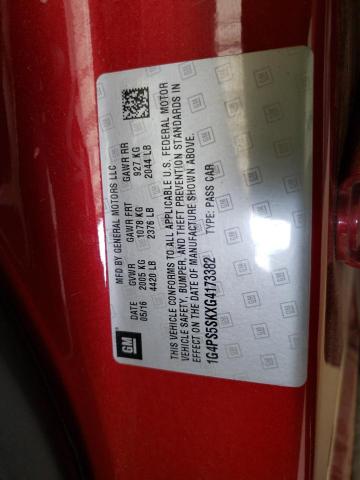 GM
MFD BY GENERAL MOTORS LLC
DATE GVWR GAWR FRT GAWR RR
05/16 2005 KG 1078 KG 927 KG
4420 LB 2376 LB 2044 LB
THIS VEHICLE CONFORMS TO ALL APPLICABLE U.S. FEDERAL MOTOR
VEHICLE SAFETY, BUMPER, AND THEFT PREVENTION STANDARDS IN
EFFECT ON THE DATE OF MANUFACTURE SHOWN ABOVE.
1G4PS5SKXG4173382 TYPE: PASS CAR